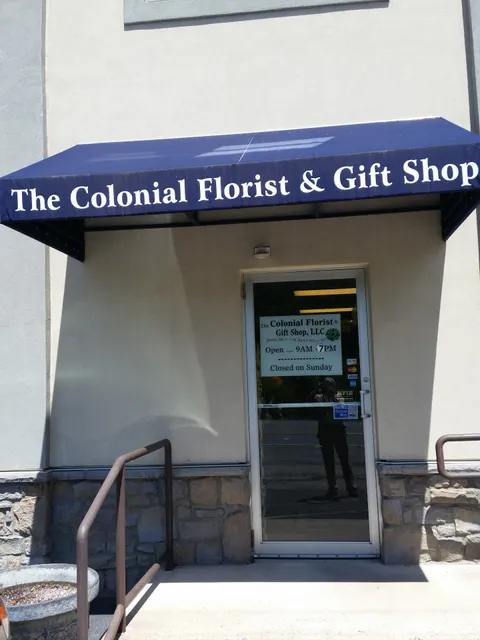 The Colonial Florist & Gift Shop
The Colonial Florist &
Gift Shop, LLC
Open 9AM-7PM
Closed on Sunday